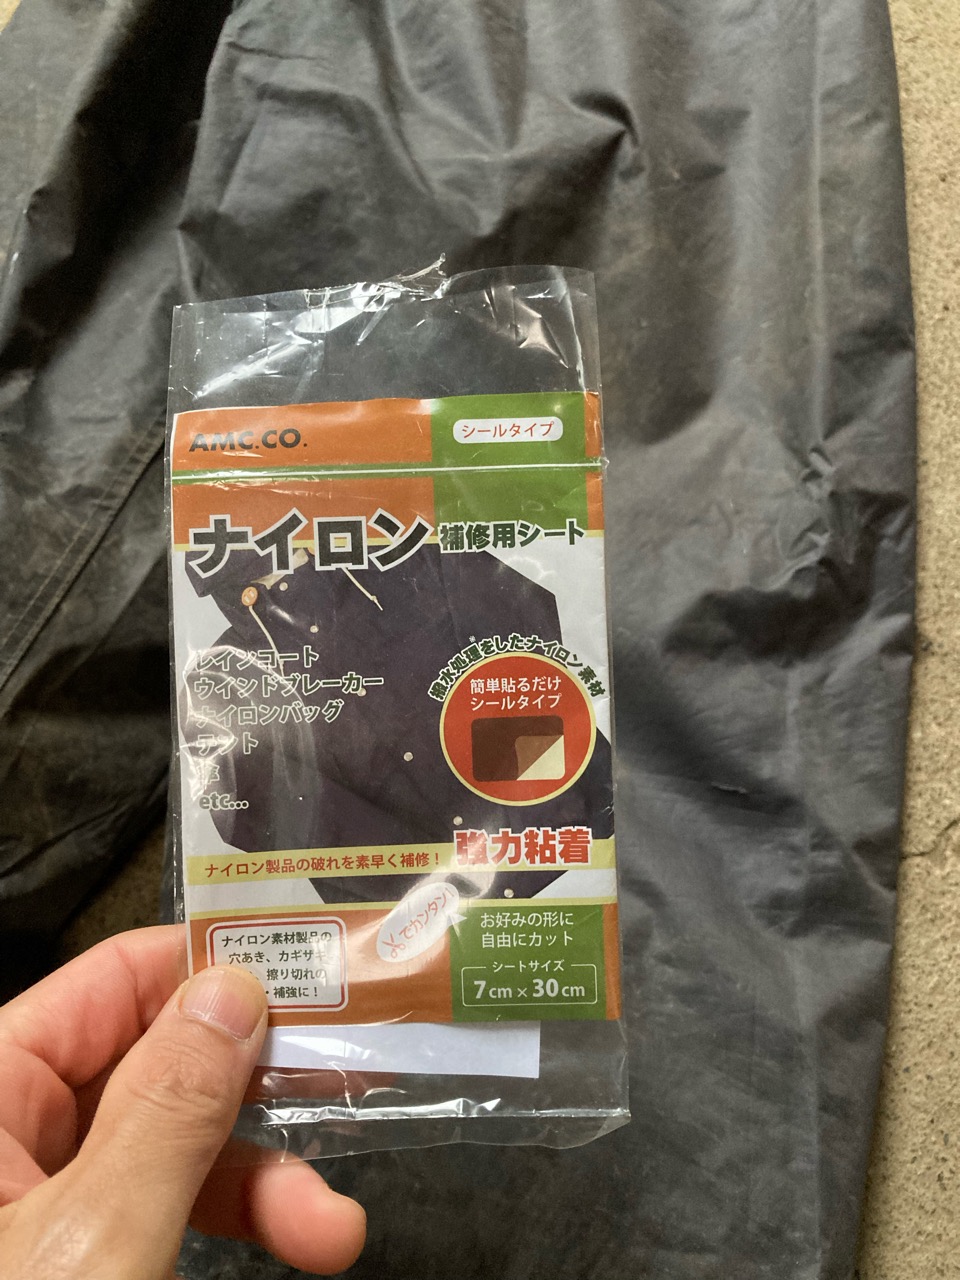 AMC.CO.
シールタイプ
ナイロン補修用シート
レインコート
ウインドブレーカー
ナイロンバッグ
テント
傘
etc...
※
撥水処理をしたナイロン素材
簡単貼るだけ
シールタイプ
強力粘着
ナイロン製品の破れを素早く補修！
でカンタン！
お好みの形に
自由にカット
シートサイズ
7cm×30cm
ナイロン素材製品の
穴あき、カギザキ
、擦り切れの
・補強に！